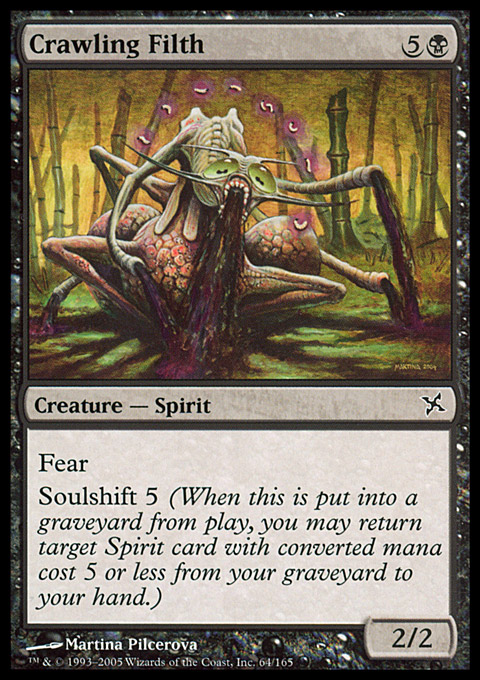 Crawling Filth 5
MARTINA 2004
Creature — Spirit
Fear
Soulshift 5 (When this is put into a
graveyard from play, you may return
target Spirit card with converted mana
cost 5 or less from your graveyard to
your hand.)
Martina Pilcerova
2/2
™ & © 1993–2005 Wizards of the Coast, Inc. 64/165